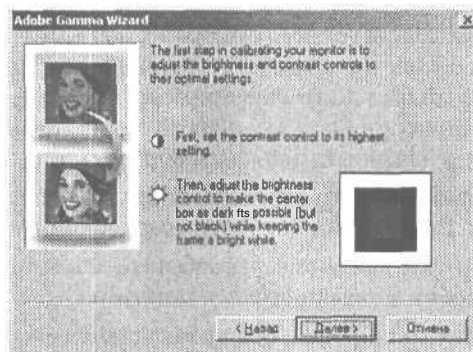 Adobe Gamma Wizard
The first step in calibrating your monitor is to
adjust the brightness and contrast controls to
their optimal settings.
First, set the contrast control to its highest
setting.
Then, adjust the brightness
control to make the center
box as dark fts possible (but
not black) while keeping the
frame a bright white.
< Назад
Далее >
Отмена